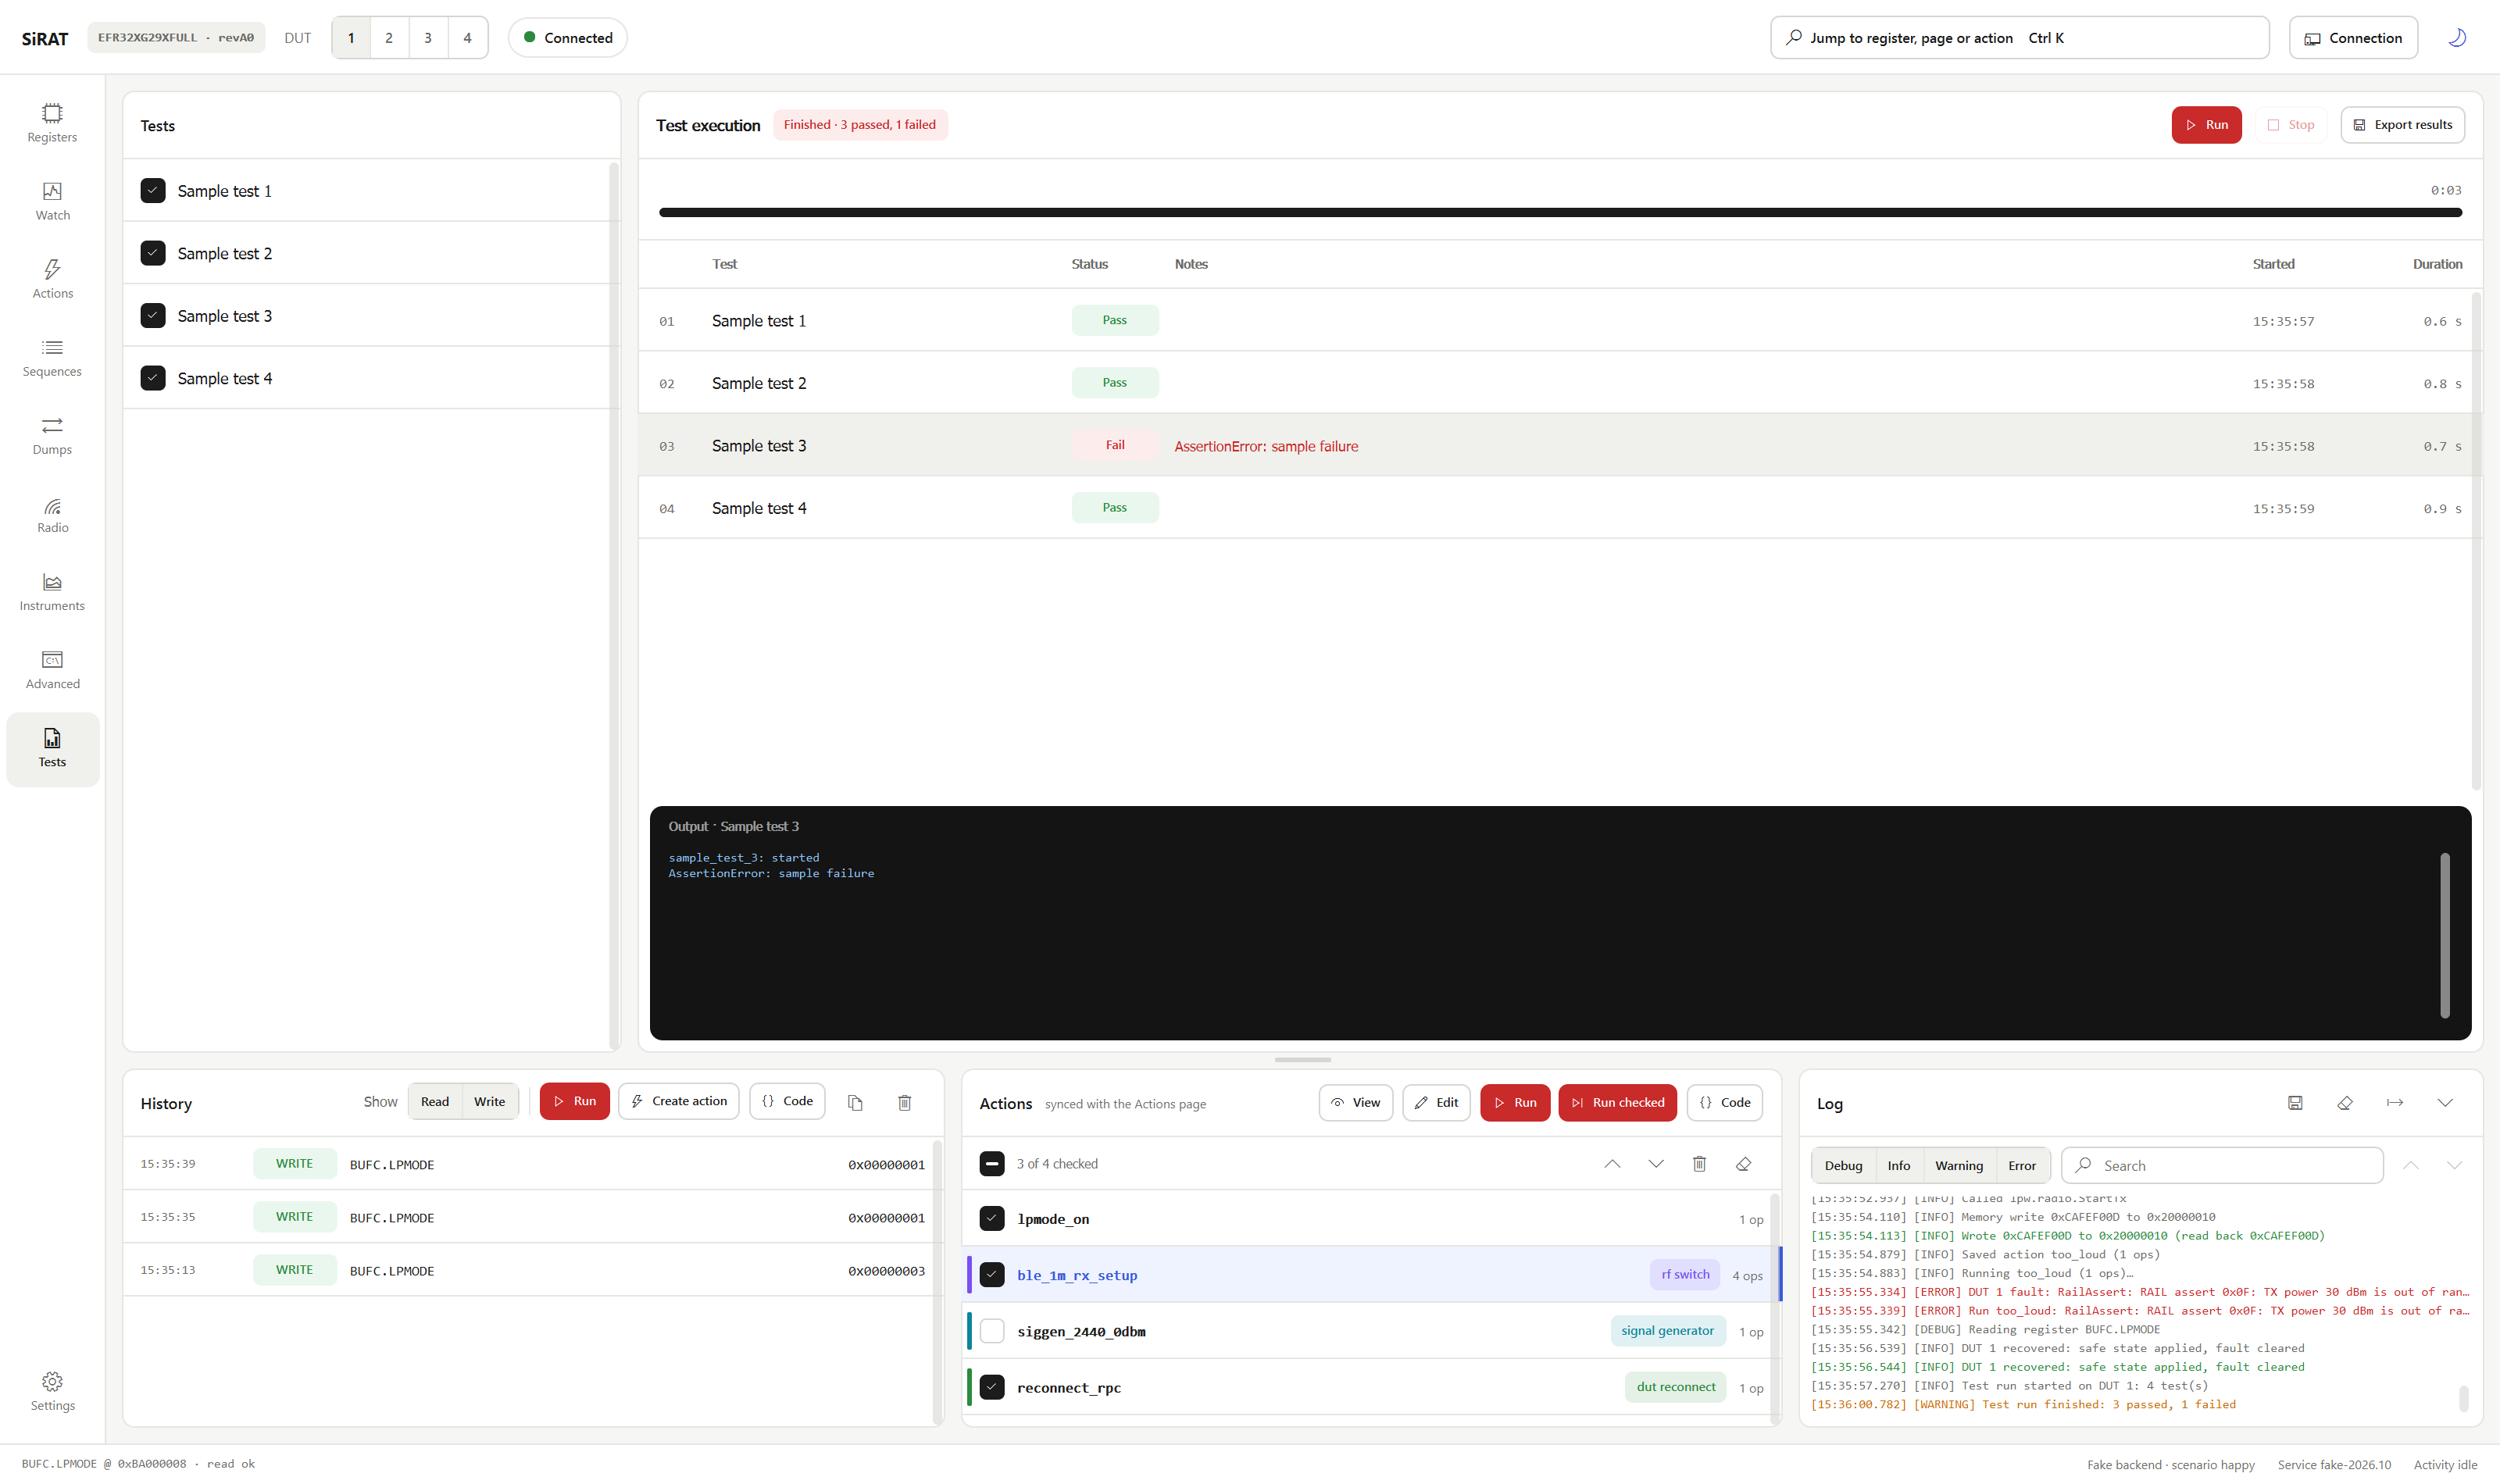 SiRAT
EFR32XG29XFULL · revA0
DUT
1 2 3 4
Connected
Jump to register, page or action Ctrl K
Connection
Registers
Watch
Actions
Sequences
Dumps
Radio
Instruments
Advanced
Tests
Settings
Tests
Sample test 1
Sample test 2
Sample test 3
Sample test 4
Test execution
Finished · 3 passed, 1 failed
Run
Stop
Export results
0:03
Test Status Notes Started Duration
01 Sample test 1 Pass 15:35:57 0.6 s
02 Sample test 2 Pass 15:35:58 0.8 s
03 Sample test 3 Fail AssertionError: sample failure 15:35:58 0.7 s
04 Sample test 4 Pass 15:35:59 0.9 s
Output · Sample test 3
sample_test_3: started
AssertionError: sample failure
History
Show
Read Write
Run
Create action
{} Code
15:35:39 WRITE BUFC.LPMODE 0x00000001
15:35:35 WRITE BUFC.LPMODE 0x00000001
15:35:13 WRITE BUFC.LPMODE 0x00000003
Actions
synced with the Actions page
View
Edit
Run
Run checked
{} Code
3 of 4 checked
lpmode_on 1 op
ble_1m_rx_setup rf switch 4 ops
siggen_2440_0dbm signal generator 1 op
reconnect_rpc dut reconnect 1 op
Log
Debug Info Warning Error
Search
[15:35:52.937] [INFO] Called lpw.radio.StartTx
[15:35:54.110] [INFO] Memory write 0xCAFEF00D to 0x20000010
[15:35:54.113] [INFO] Wrote 0xCAFEF00D to 0x20000010 (read back 0xCAFEF00D)
[15:35:54.879] [INFO] Saved action too_loud (1 ops)
[15:35:54.883] [INFO] Running too_loud (1 ops)…
[15:35:55.334] [ERROR] DUT 1 fault: RailAssert: RAIL assert 0x0F: TX power 30 dBm is out of ran…
[15:35:55.339] [ERROR] Run too_loud: RailAssert: RAIL assert 0x0F: TX power 30 dBm is out of ra…
[15:35:55.342] [DEBUG] Reading register BUFC.LPMODE
[15:35:56.539] [INFO] DUT 1 recovered: safe state applied, fault cleared
[15:35:56.544] [INFO] DUT 1 recovered: safe state applied, fault cleared
[15:35:57.270] [INFO] Test run started on DUT 1: 4 test(s)
[15:36:00.782] [WARNING] Test run finished: 3 passed, 1 failed
BUFC.LPMODE @ 0xBA000008 · read ok
Fake backend · scenario happy
Service fake-2026.10
Activity idle